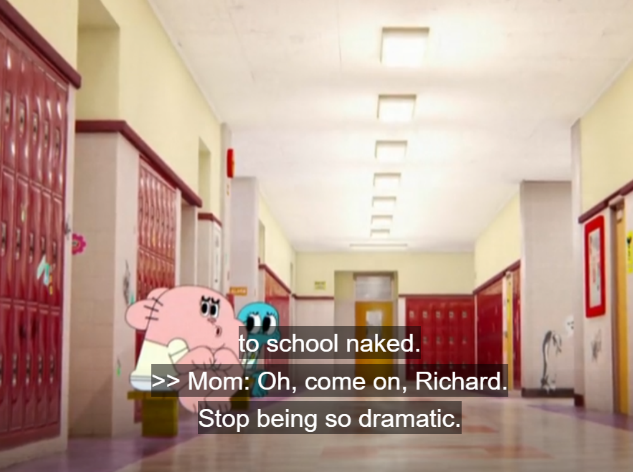 to school naked.
>> Mom: Oh, come on, Richard.
Stop being so dramatic.